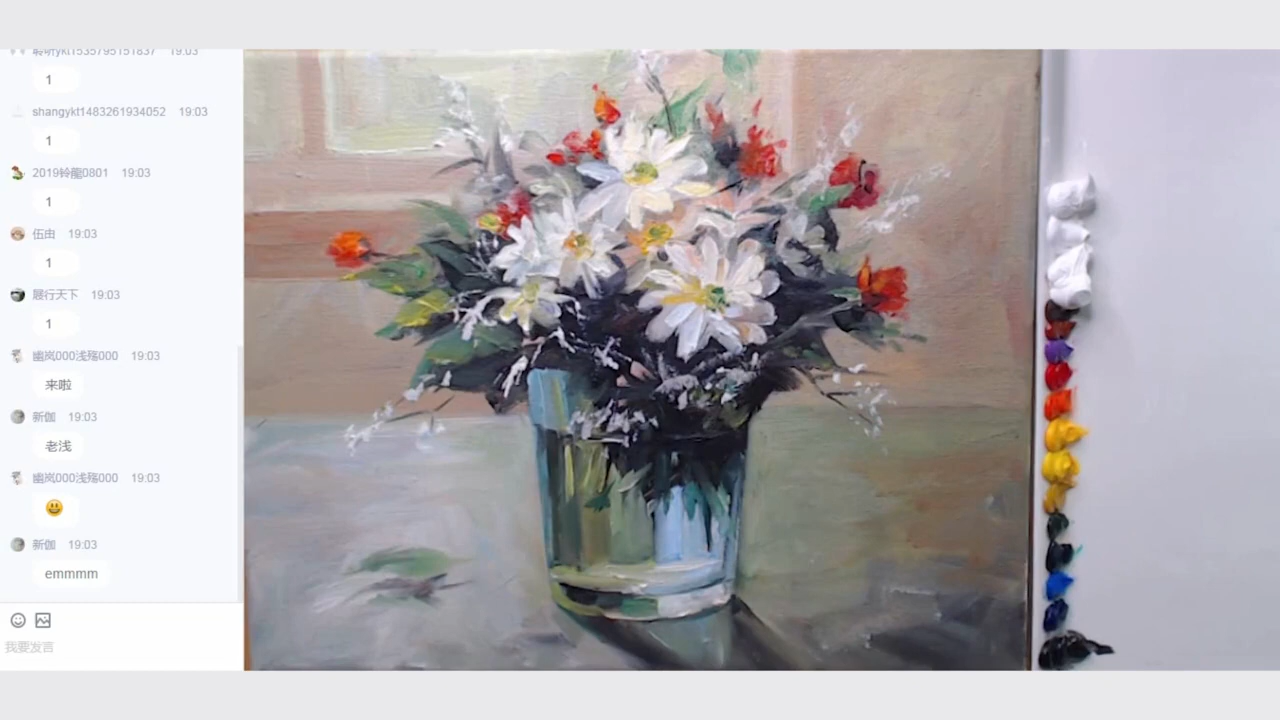 19:03
1
shangykt1483261934052 19:03
1
2019铃龍0801 19:03
1
伍由 19:03
1
履行天下 19:03
1
幽岚000浅殇000 19:03
来啦
新伽 19:03
老浅
幽岚000浅殇000 19:03
新伽 19:03
emmmm
我要发言